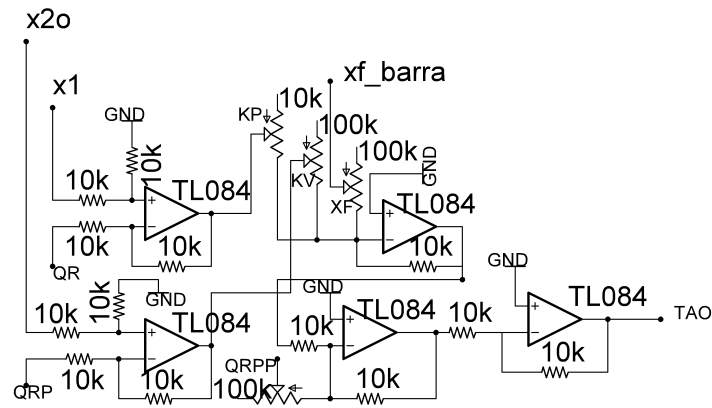 x2o
x1
xf_barra
GND
KP
10k
100k
100k
GND
10k
10k
TL084
KV
XF
TL084
10k
10k
10k
QR
GND
10k
GND
GND
10k
TL084
10k
TL084
10k
TL084
TAO
QRP
10k
10k
QRPP
100k
10k
10k